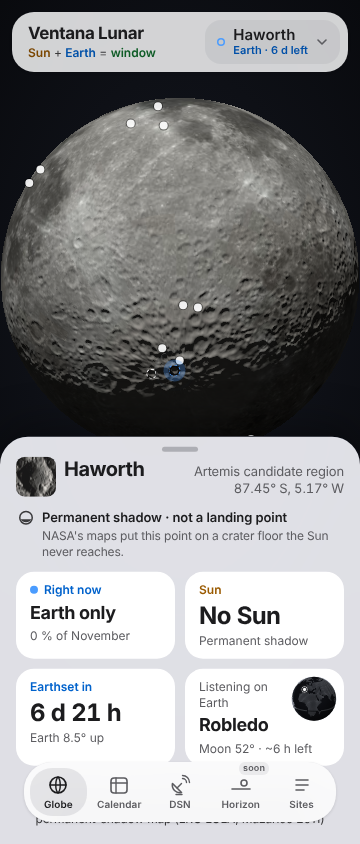 Ventana Lunar
Sun + Earth = window
Haworth
Earth · 6 d left
Haworth
Artemis candidate region
87.45° S, 5.17° W
Permanent shadow · not a landing point
NASA's maps put this point on a crater floor the Sun
never reaches.
Right now
Earth only
0 % of November
Sun
No Sun
Permanent shadow
Earthset in
6 d 21 h
Earth 8.5° up
Listening on
Earth
Robledo
Moon 52° · ~6 h left
soon
Globe
Calendar
DSN
Horizon
Sites